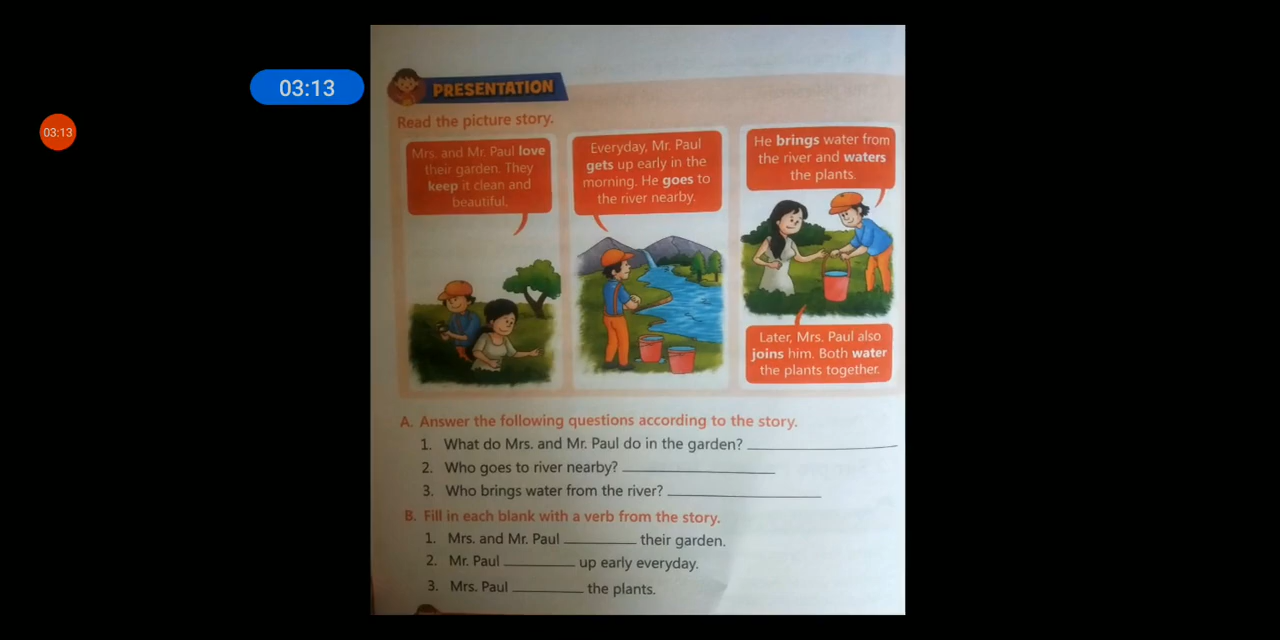 03:13
03:13
PRESENTATION
Read the picture story.
Mrs. and Mr. Paul love
their garden. They
keep it clean and
beautiful.
Everyday, Mr. Paul
gets up early in the
morning. He goes to
the river nearby.
He brings water from
the river and waters
the plants.
Later, Mrs. Paul also
joins him. Both water
the plants together.
A. Answer the following questions according to the story.
1. What do Mrs. and Mr. Paul do in the garden? ____________
2. Who goes to river nearby? ____________
3. Who brings water from the river? ____________
B. Fill in each blank with a verb from the story.
1. Mrs. and Mr. Paul ________ their garden.
2. Mr. Paul ________ up early everyday.
3. Mrs. Paul ________ the plants.